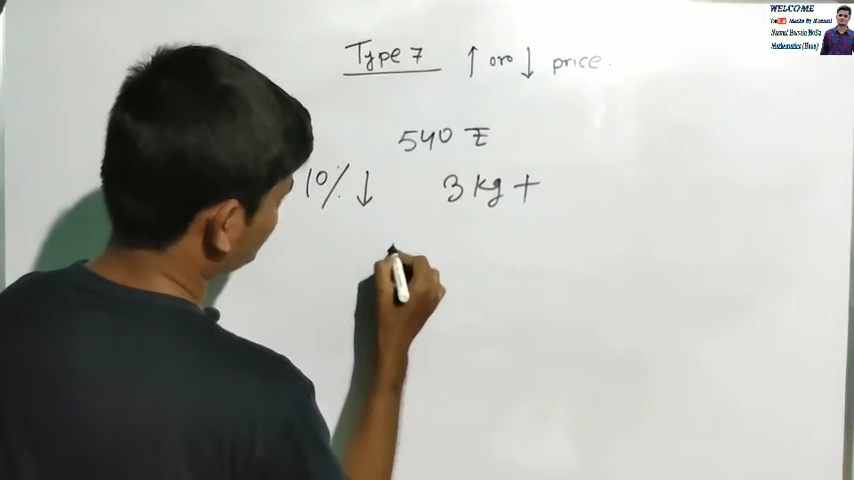 Type 7 ↑ or ↓ price.
540 ₹
10% ↓ 3 kg +
WELCOME